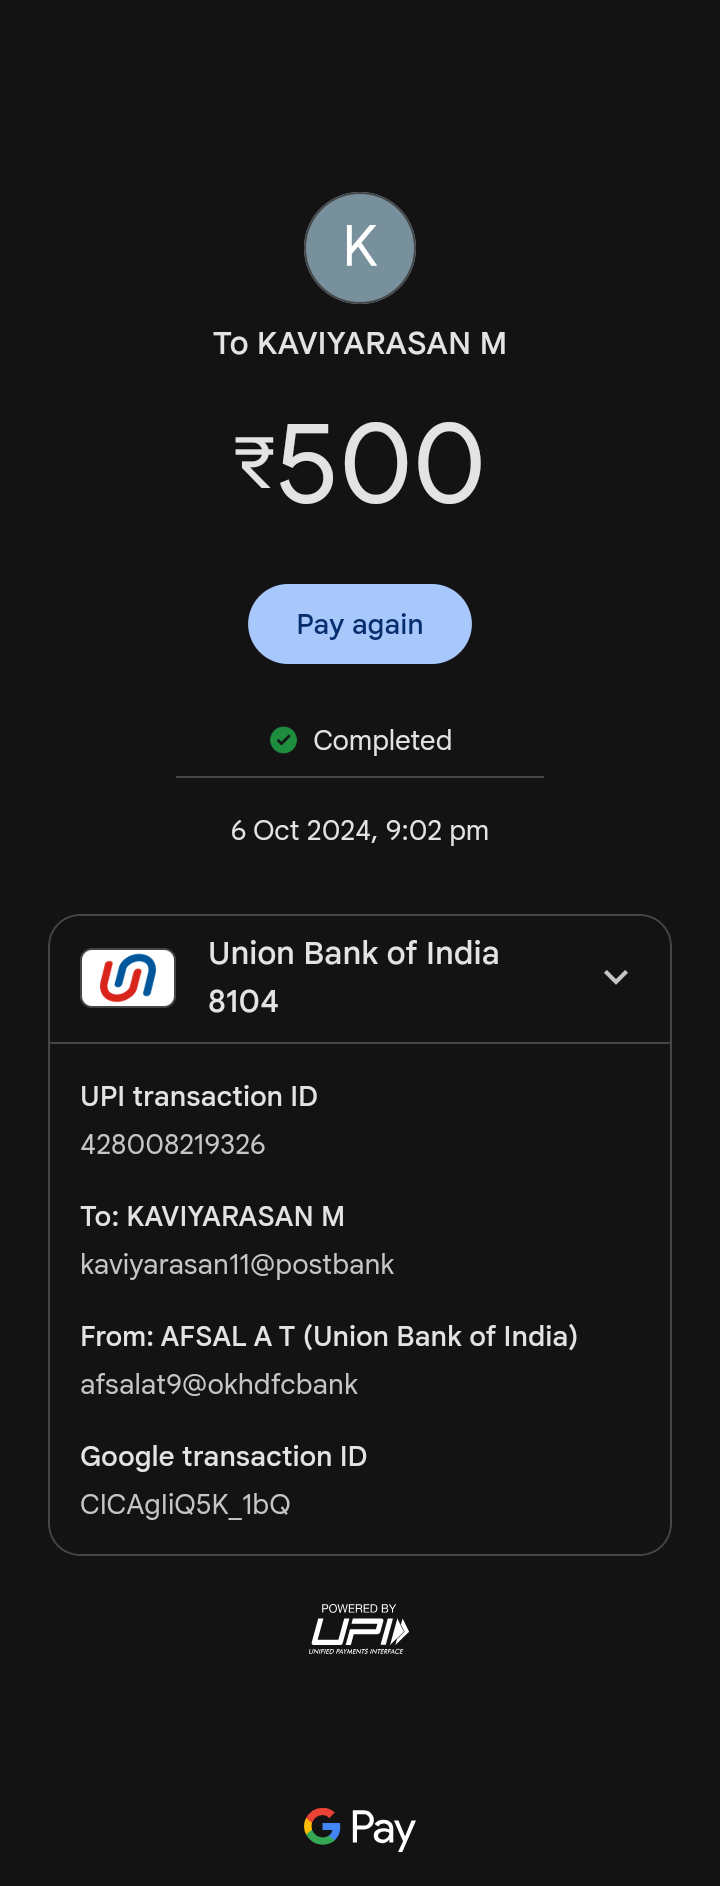 K
To KAVIYARASAN M
₹500
Pay again
Completed
6 Oct 2024, 9:02 pm
Union Bank of India
8104
UPI transaction ID
428008219326
To: KAVIYARASAN M
kaviyarasan11@postbank
From: AFSAL A T (Union Bank of India)
afsalat9@okhdfcbank
Google transaction ID
CICAgIiQ5K_1bQ
POWERED BY
UPI
UNIFIED PAYMENTS INTERFACE
G Pay